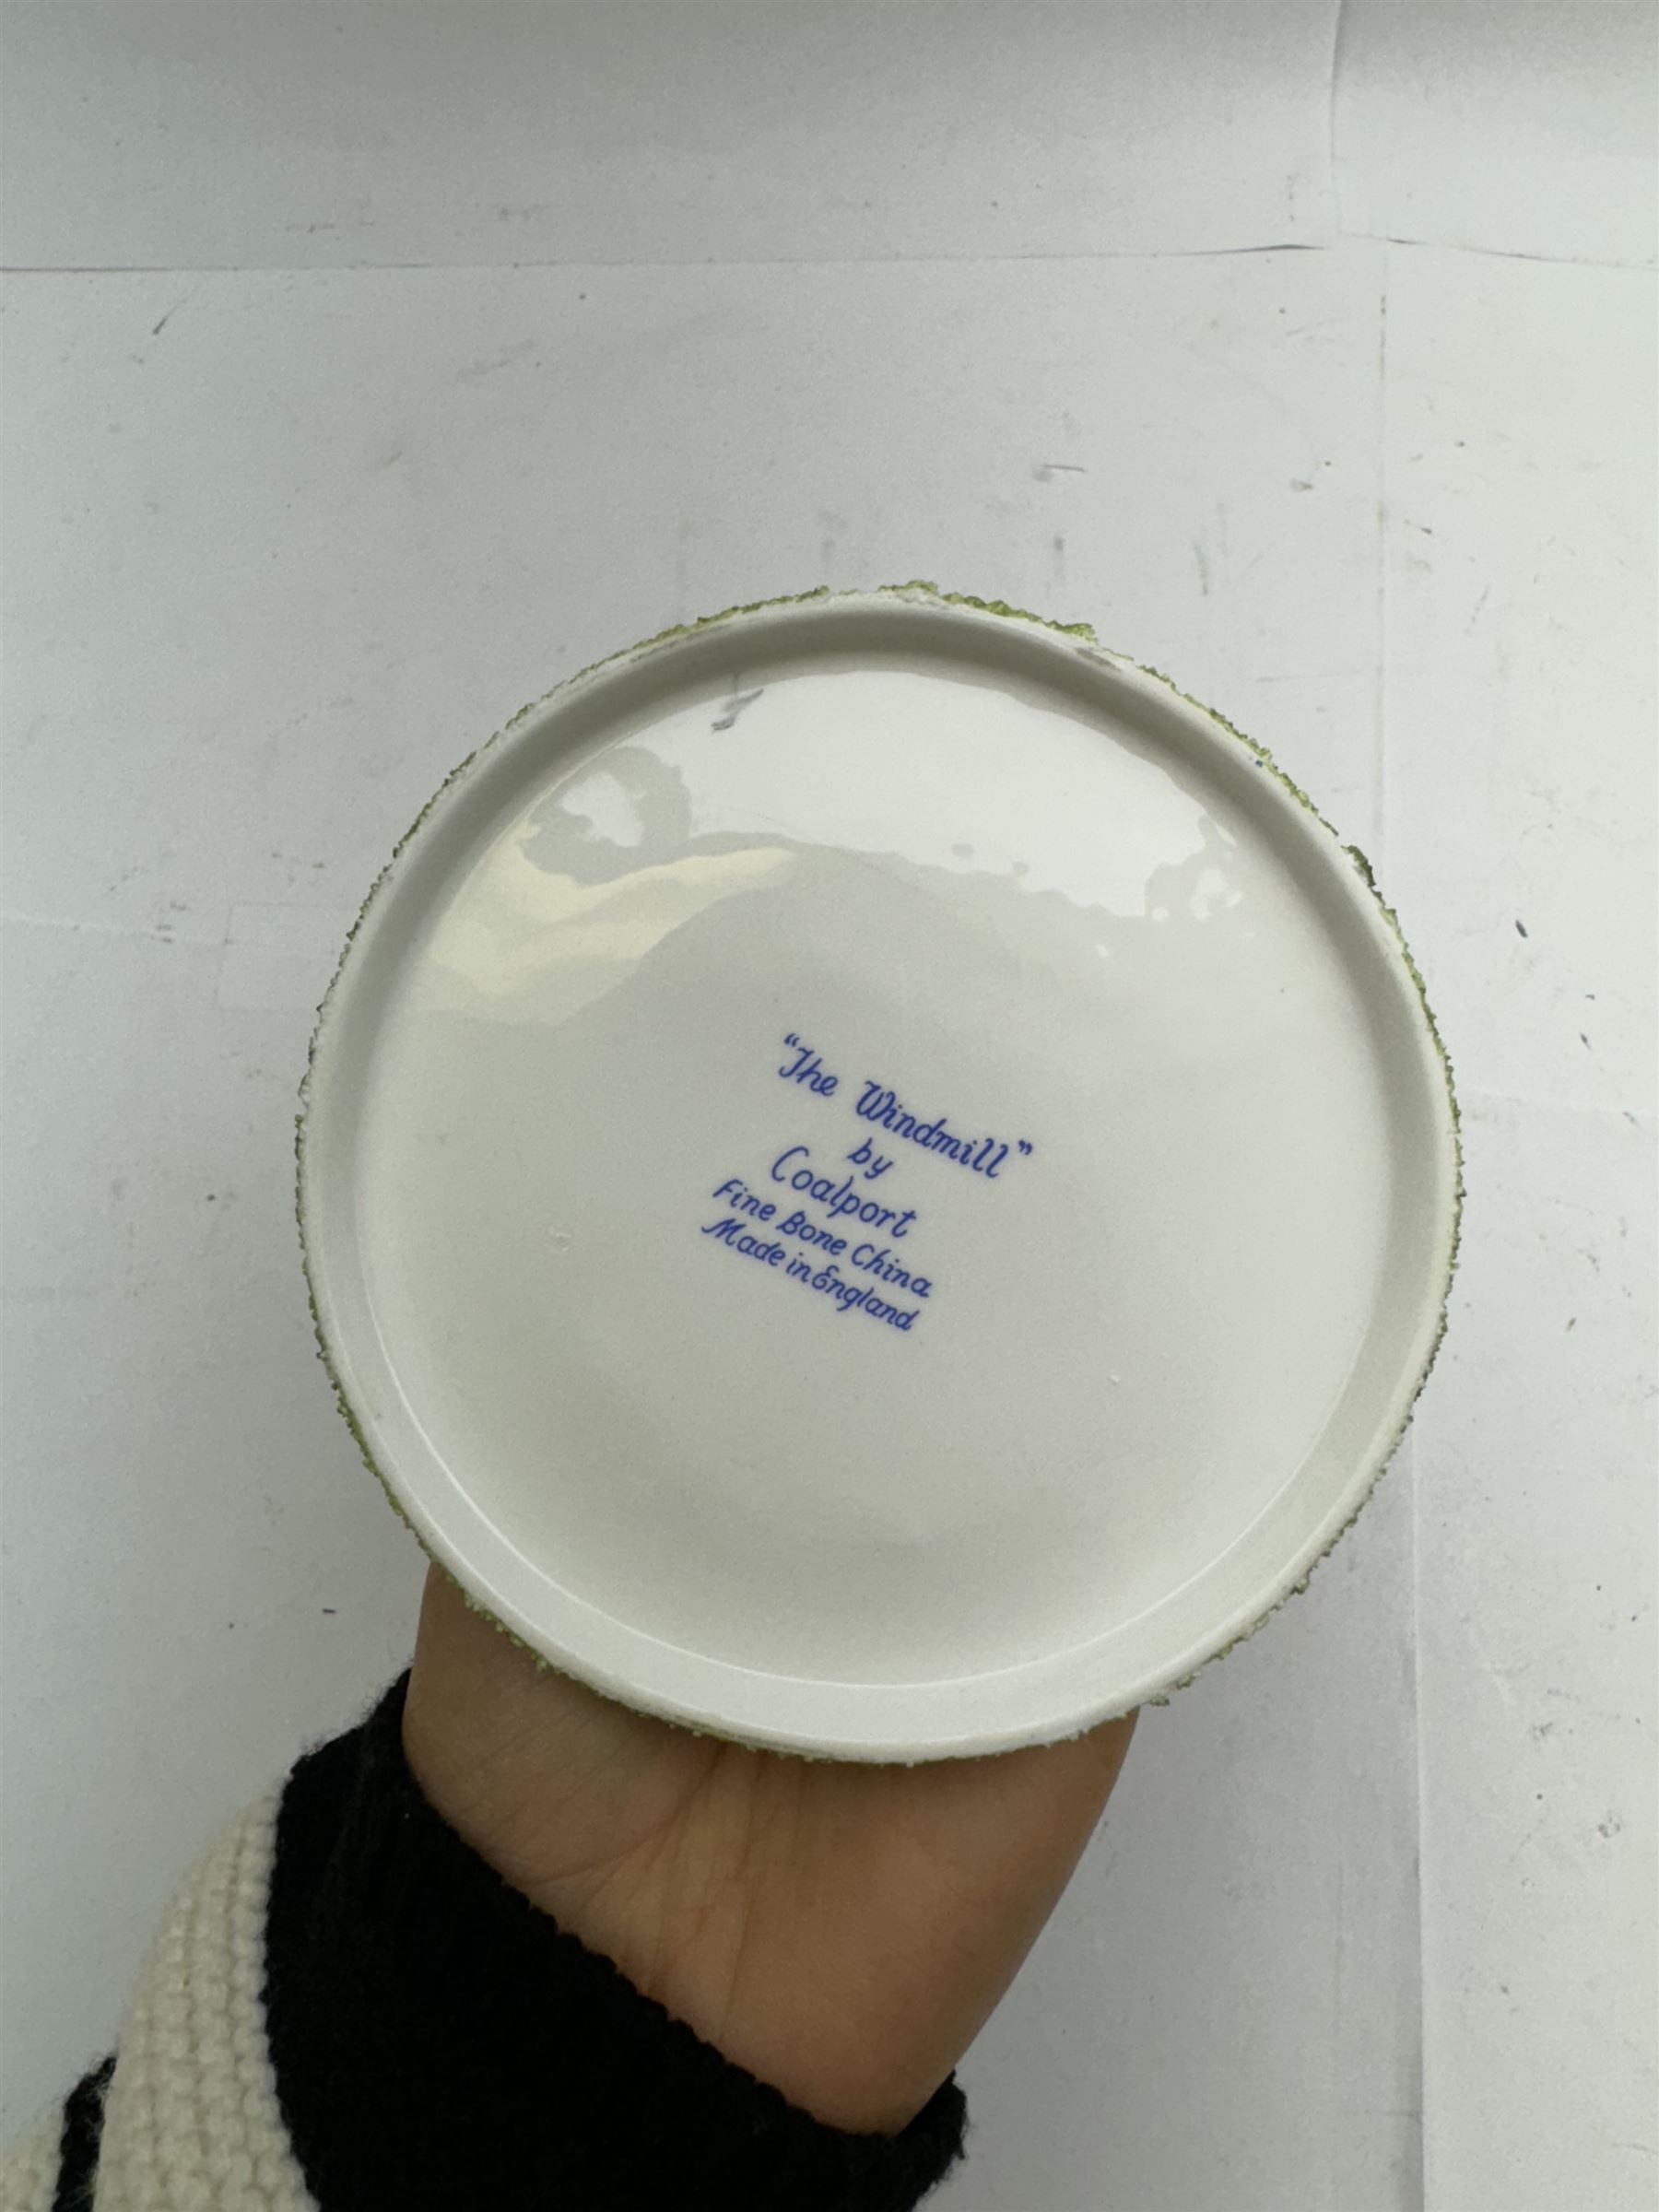 "The Windmill"
by
Coalport
Fine Bone China
Made in England